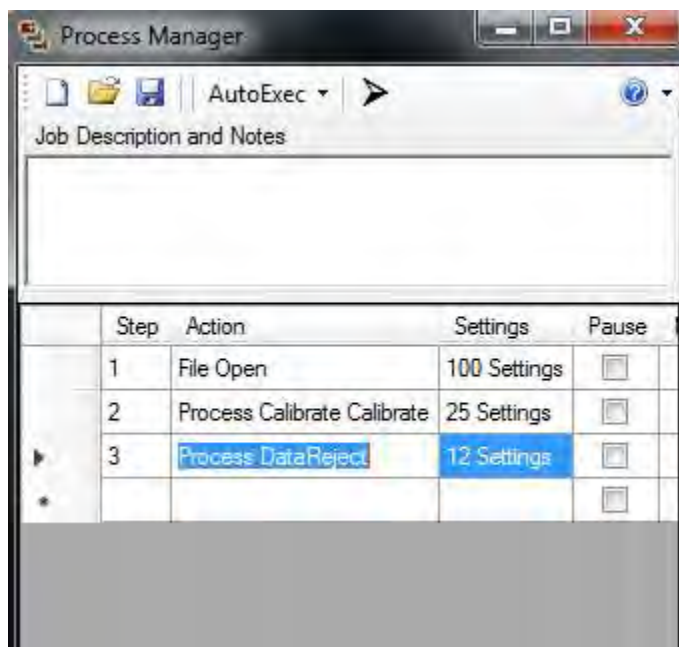 Process Manager
AutoExec
Job Description and Notes
Step Action Settings Pause
1 File Open 100 Settings
2 Process Calibrate Calibrate 25 Settings
3 Process DataReject 12 Settings